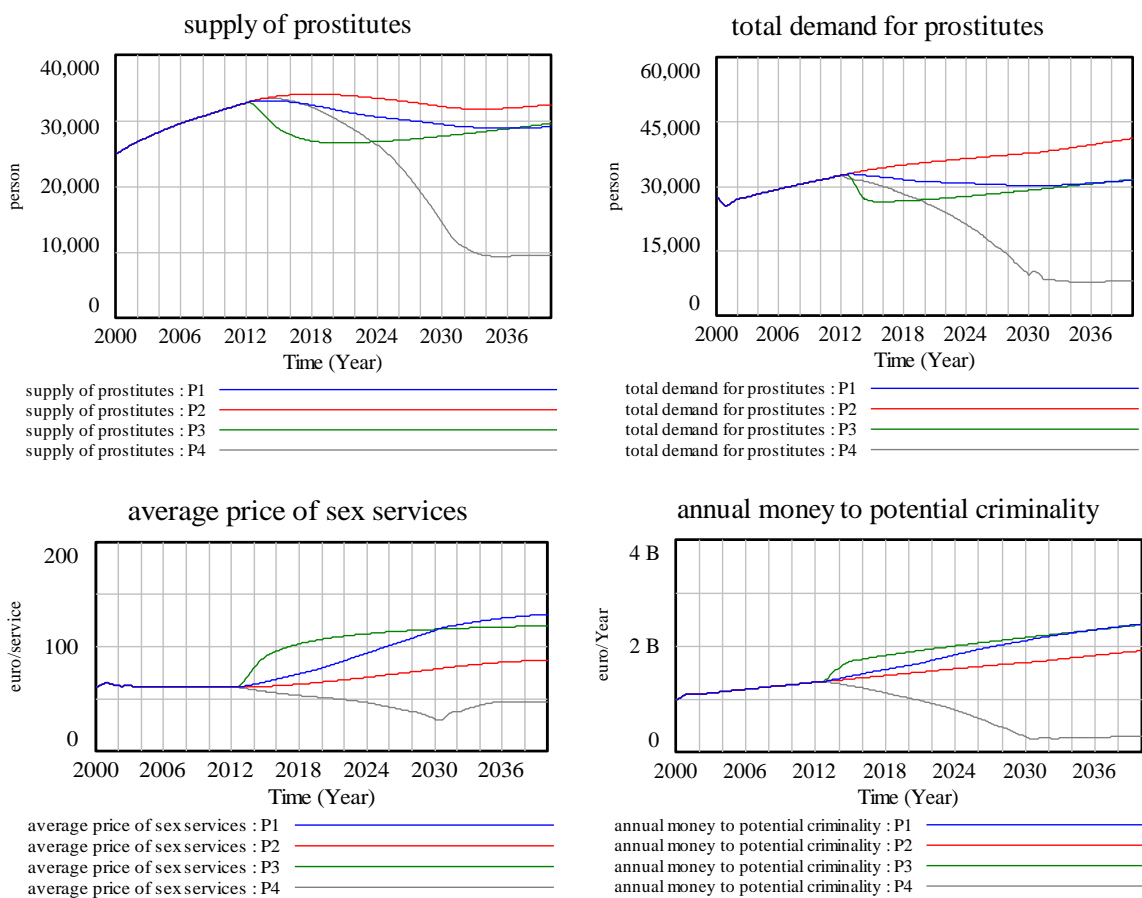 supply of prostitutes
40,000
30,000
20,000
10,000
0
person
2000 2006 2012 2018 2024 2030 2036
Time (Year)
supply of prostitutes : P1
supply of prostitutes : P2
supply of prostitutes : P3
supply of prostitutes : P4
total demand for prostitutes
60,000
45,000
30,000
15,000
0
person
2000 2006 2012 2018 2024 2030 2036
Time (Year)
total demand for prostitutes : P1
total demand for prostitutes : P2
total demand for prostitutes : P3
total demand for prostitutes : P4
average price of sex services
200
100
0
euro/service
2000 2006 2012 2018 2024 2030 2036
Time (Year)
average price of sex services : P1
average price of sex services : P2
average price of sex services : P3
average price of sex services : P4
annual money to potential criminality
4 B
2 B
0
euro/Year
2000 2006 2012 2018 2024 2030 2036
Time (Year)
annual money to potential criminality : P1
annual money to potential criminality : P2
annual money to potential criminality : P3
annual money to potential criminality : P4